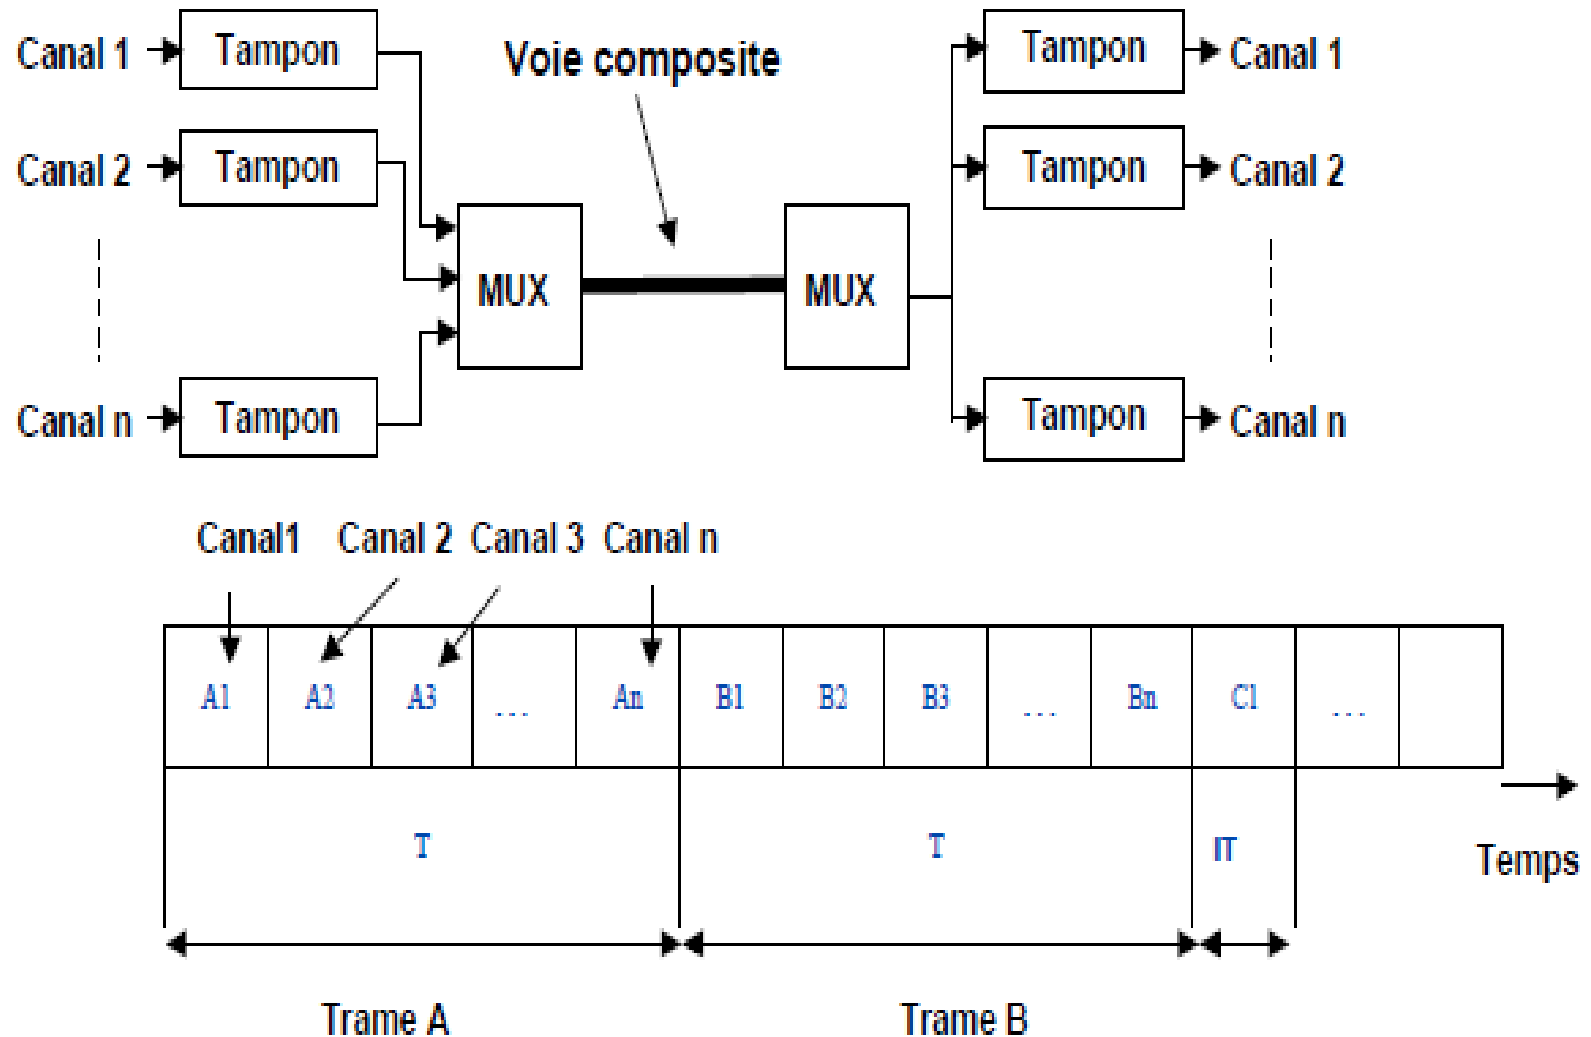 Canal 1 Tampon Voie composite Tampon Canal 1
Canal 2 Tampon Tampon Canal 2
MUX MUX
Canal n Tampon Tampon Canal n
Canal1 Canal 2 Canal 3 Canal n
A1 A2 A3 ... An B1 B2 B3 ... Bn C1 ...
T T IT Temps
Trame A Trame B